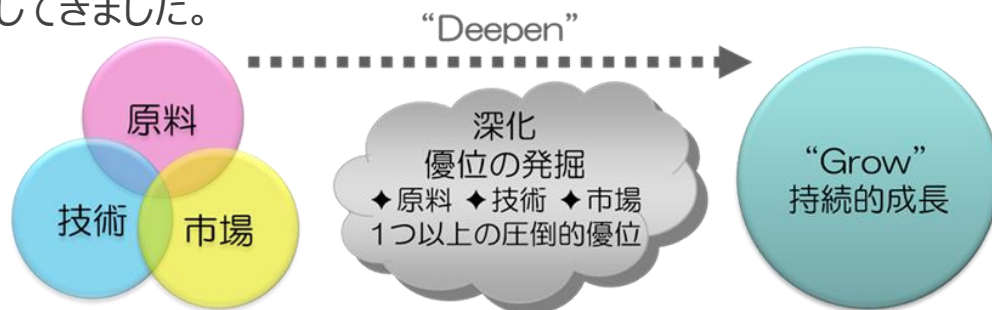 してきました。
"Deepen"
原料
技術
市場
深化
優位の発掘
✦原料 ✦技術 ✦市場
1つ以上の圧倒的優位
"Grow"
持続的成長